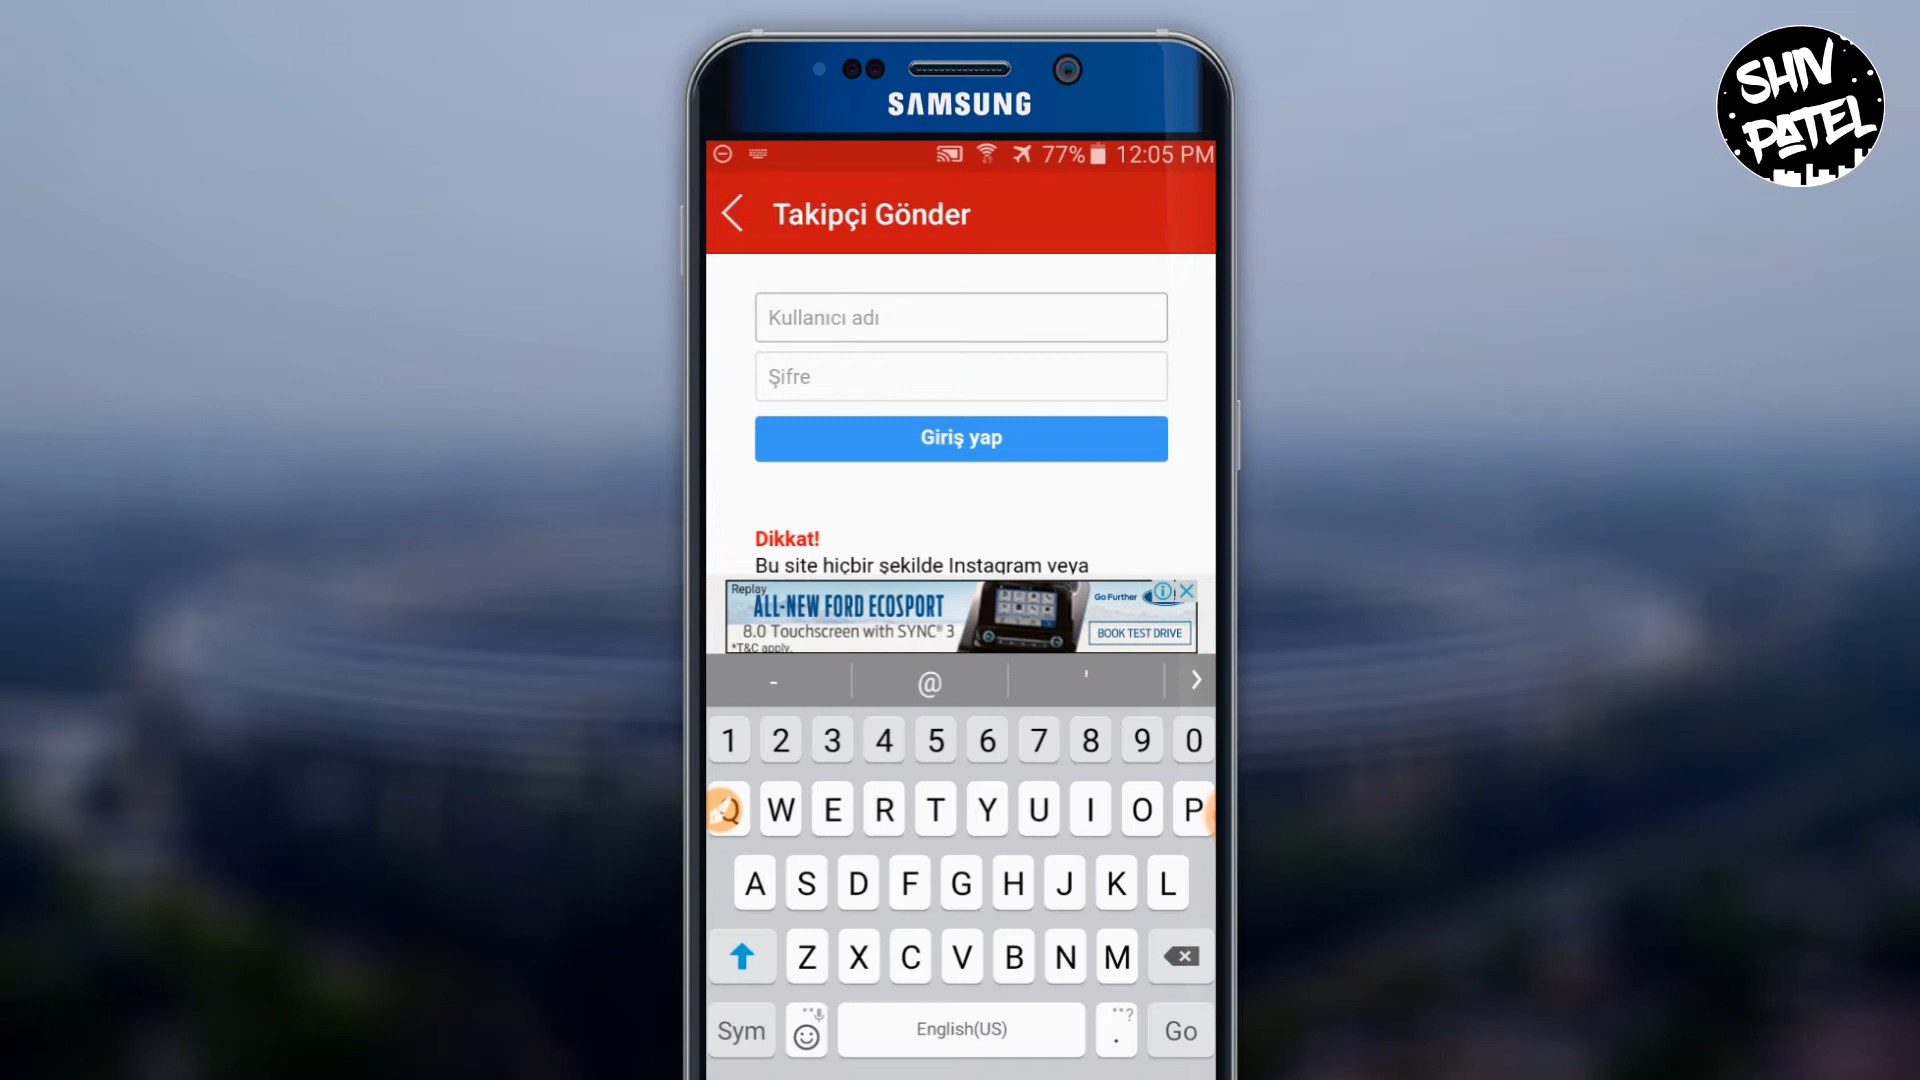 SHIV
PATEL
SAMSUNG
77% 12:05 PM
Takipçi Gönder
Kullanıcı adı
Şifre
Giriş yap
Dikkat!
Bu site hiçbir şekilde Instagram veya
Replay
ALL-NEW FORD ECOSPORT
8.0 Touchscreen with SYNC® 3
*T&C apply.
Go Further
BOOK TEST DRIVE
- @ '
1 2 3 4 5 6 7 8 9 0
Q W E R T Y U I O P
A S D F G H J K L
Z X C V B N M
Sym English(US) . Go